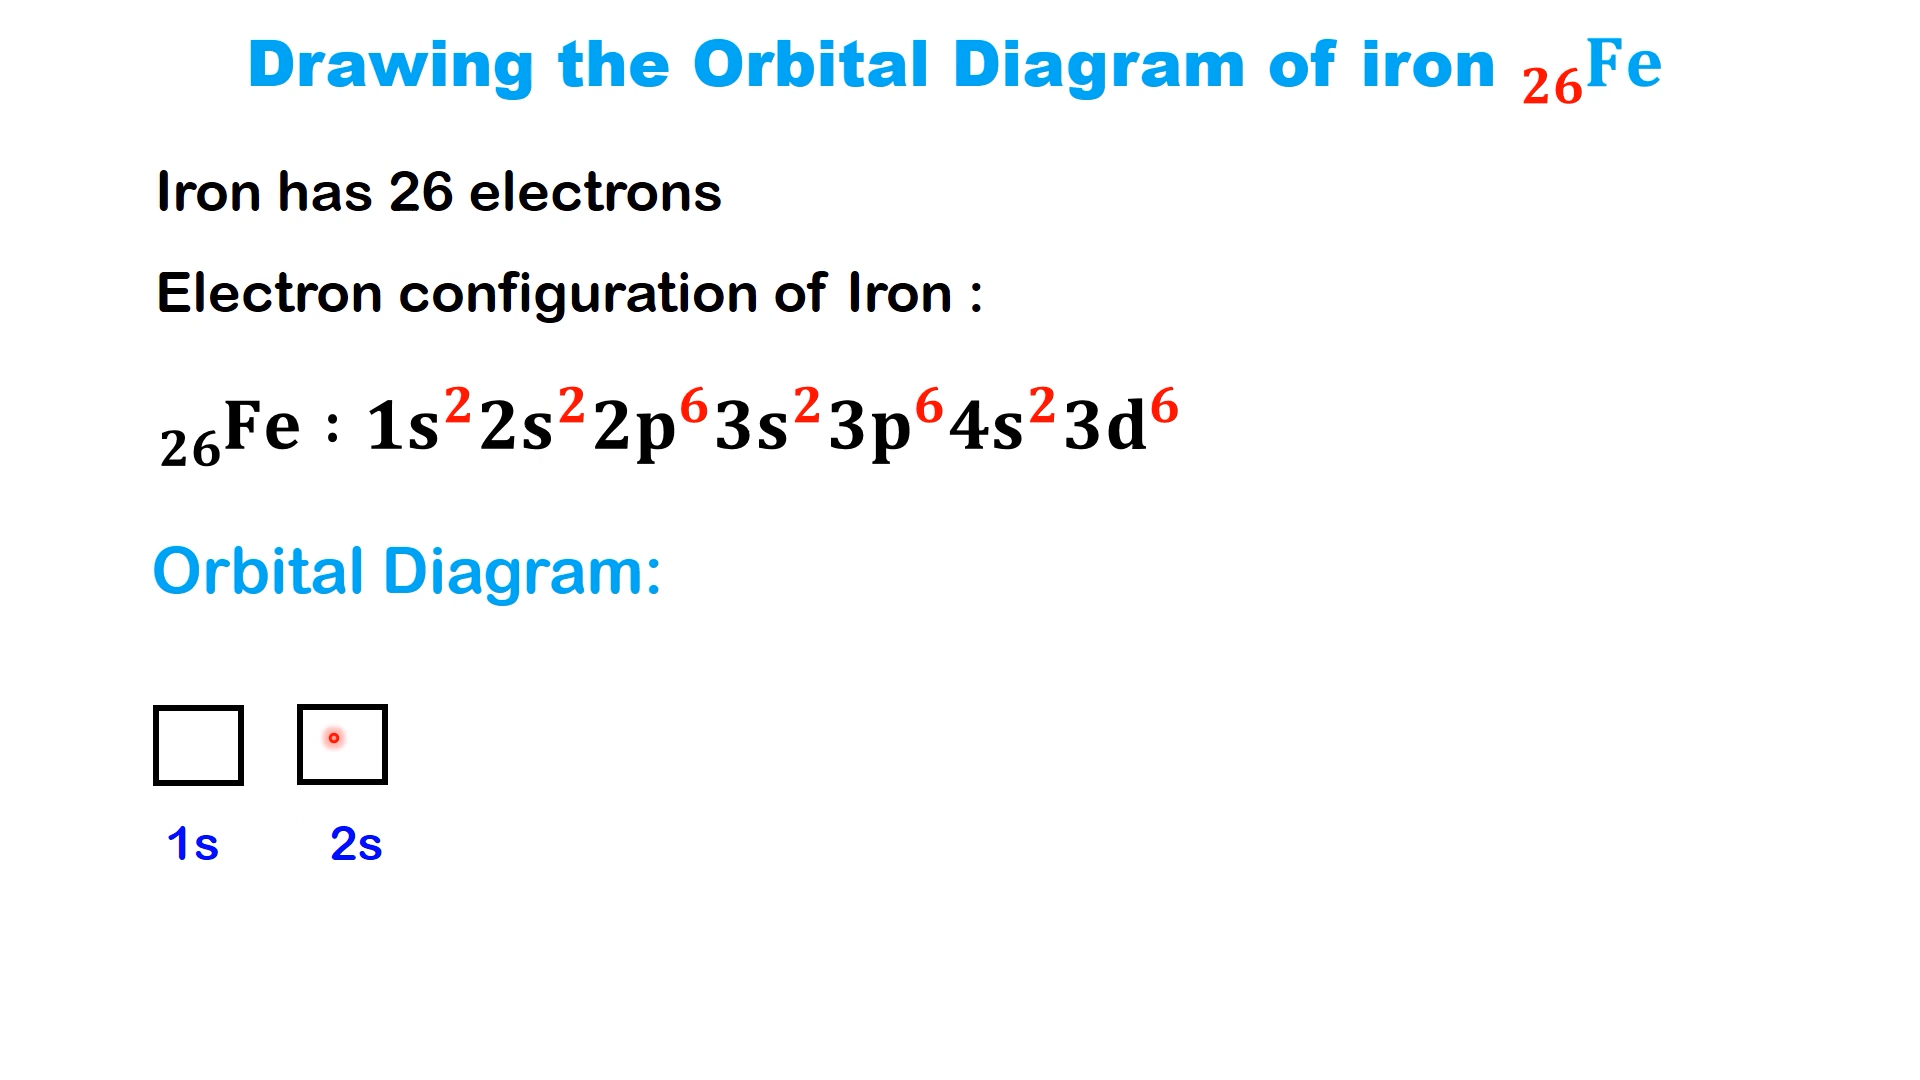 Drawing the Orbital Diagram of iron ₂₆Fe
Iron has 26 electrons
Electron configuration of Iron :
₂₆Fe : 1s²2s²2p⁶3s²3p⁶4s²3d⁶
Orbital Diagram:
1s 2s